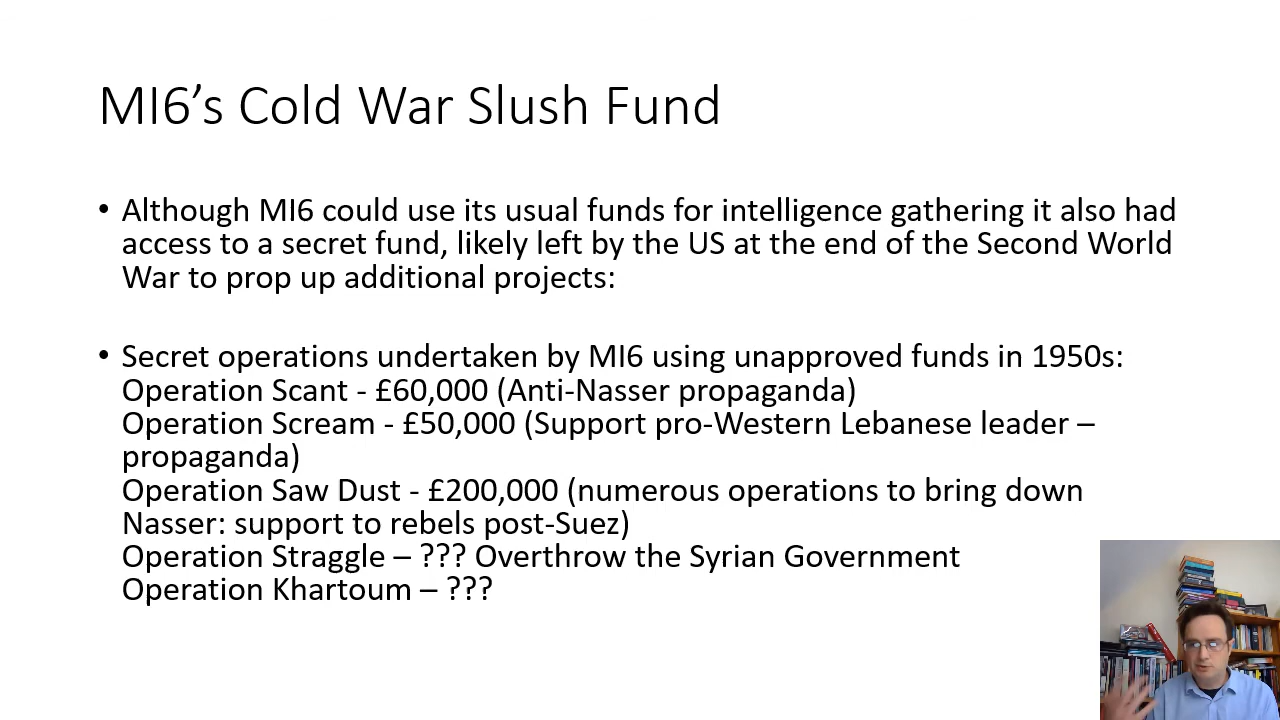 MI6’s Cold War Slush Fund
• Although MI6 could use its usual funds for intelligence gathering it also had
access to a secret fund, likely left by the US at the end of the Second World
War to prop up additional projects:
• Secret operations undertaken by MI6 using unapproved funds in 1950s:
Operation Scant - £60,000 (Anti-Nasser propaganda)
Operation Scream - £50,000 (Support pro-Western Lebanese leader –
propaganda)
Operation Saw Dust - £200,000 (numerous operations to bring down
Nasser: support to rebels post-Suez)
Operation Straggle – ??? Overthrow the Syrian Government
Operation Khartoum – ???